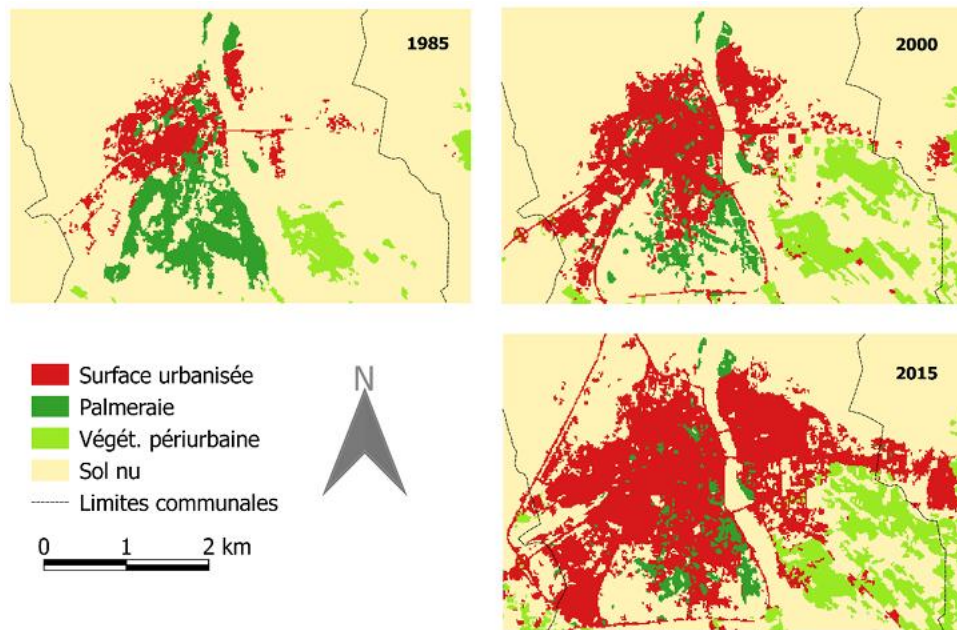 1985
2000
2015
Surface urbanisée
Palmeraie
Végét. périurbaine
Sol nu
Limites communales
N
0 1 2 km